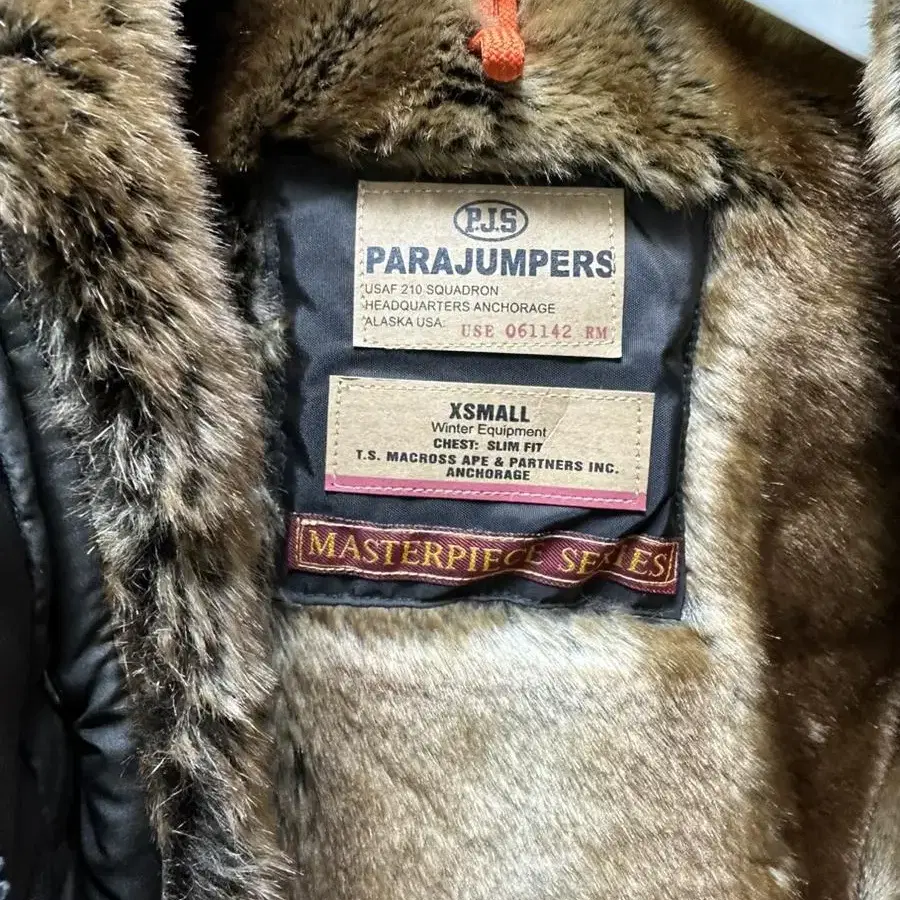 P.J.S
PARAJUMPERS
USAF 210 SQUADRON
HEADQUARTERS ANCHORAGE
ALASKA USA. USE 061142 RM
XSMALL
Winter Equipment
CHEST: SLIM FIT
T.S. MACROSS APE & PARTNERS INC.
ANCHORAGE
MASTERPIECE SERIES